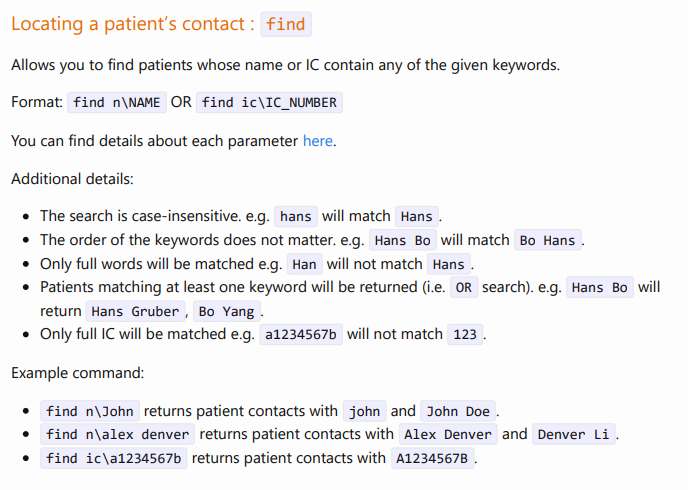 Locating a patient's contact : find
Allows you to find patients whose name or IC contain any of the given keywords.
Format: find n\NAME OR find ic\IC_NUMBER
You can find details about each parameter here.
Additional details:
• The search is case-insensitive. e.g. hans will match Hans .
• The order of the keywords does not matter. e.g. Hans Bo will match Bo Hans .
• Only full words will be matched e.g. Han will not match Hans .
• Patients matching at least one keyword will be returned (i.e. OR search). e.g. Hans Bo will
return Hans Gruber , Bo Yang .
• Only full IC will be matched e.g. a1234567b will not match 123 .
Example command:
• find n\John returns patient contacts with john and John Doe .
• find n\alex denver returns patient contacts with Alex Denver and Denver Li .
• find ic\a1234567b returns patient contacts with A1234567B .